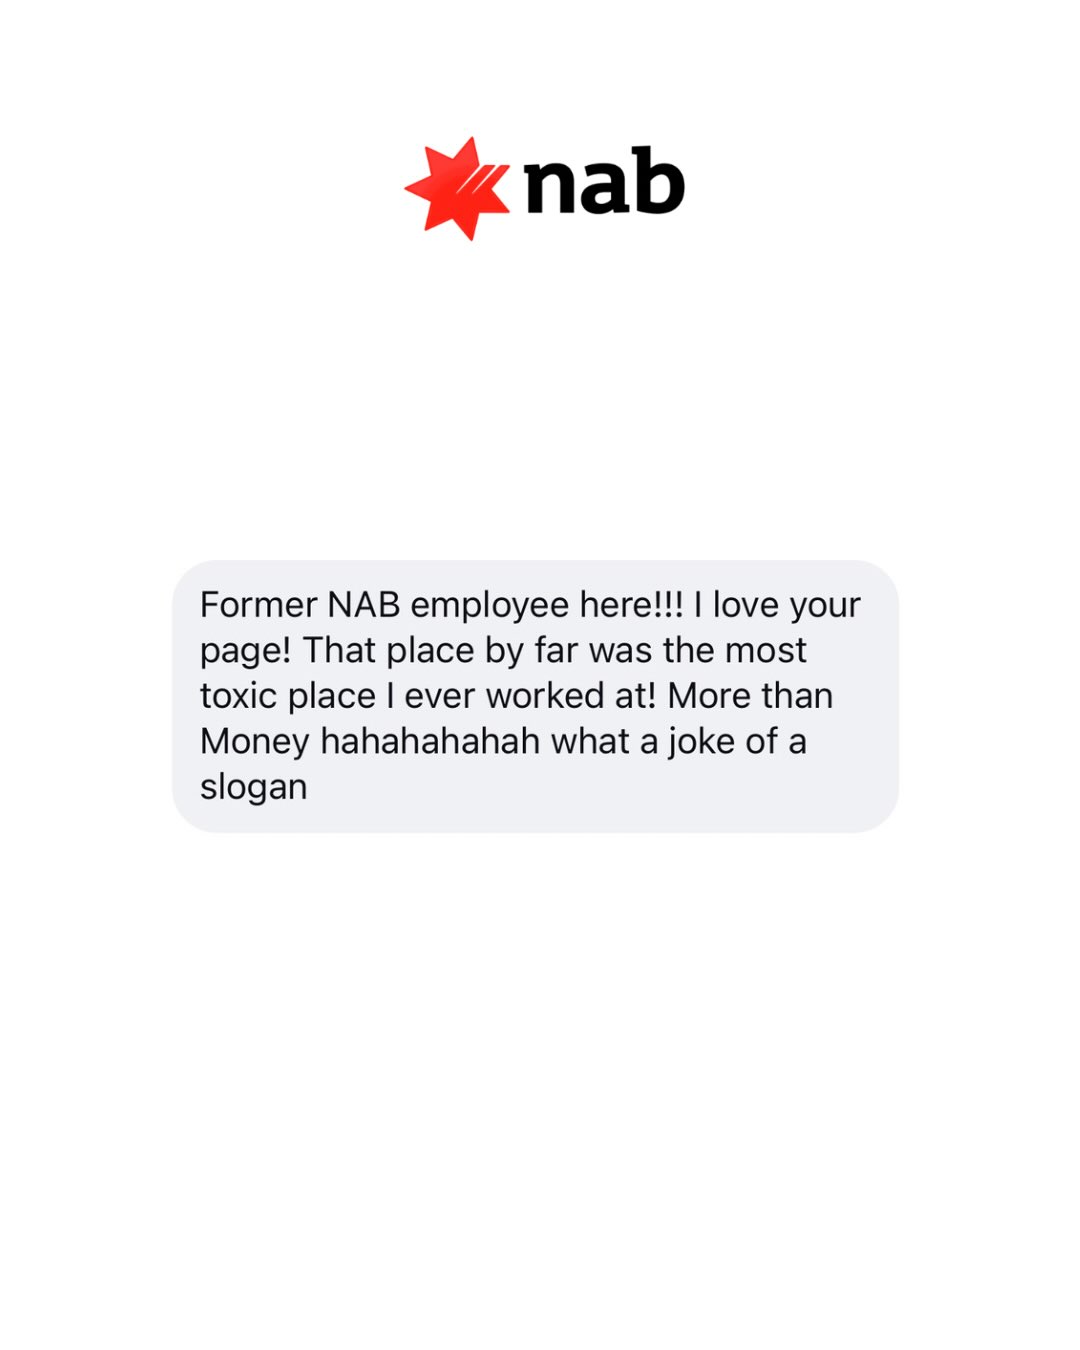 nab
Former NAB employee here!!! I love your
page! That place by far was the most
toxic place I ever worked at! More than
Money hahahahahah what a joke of a
slogan